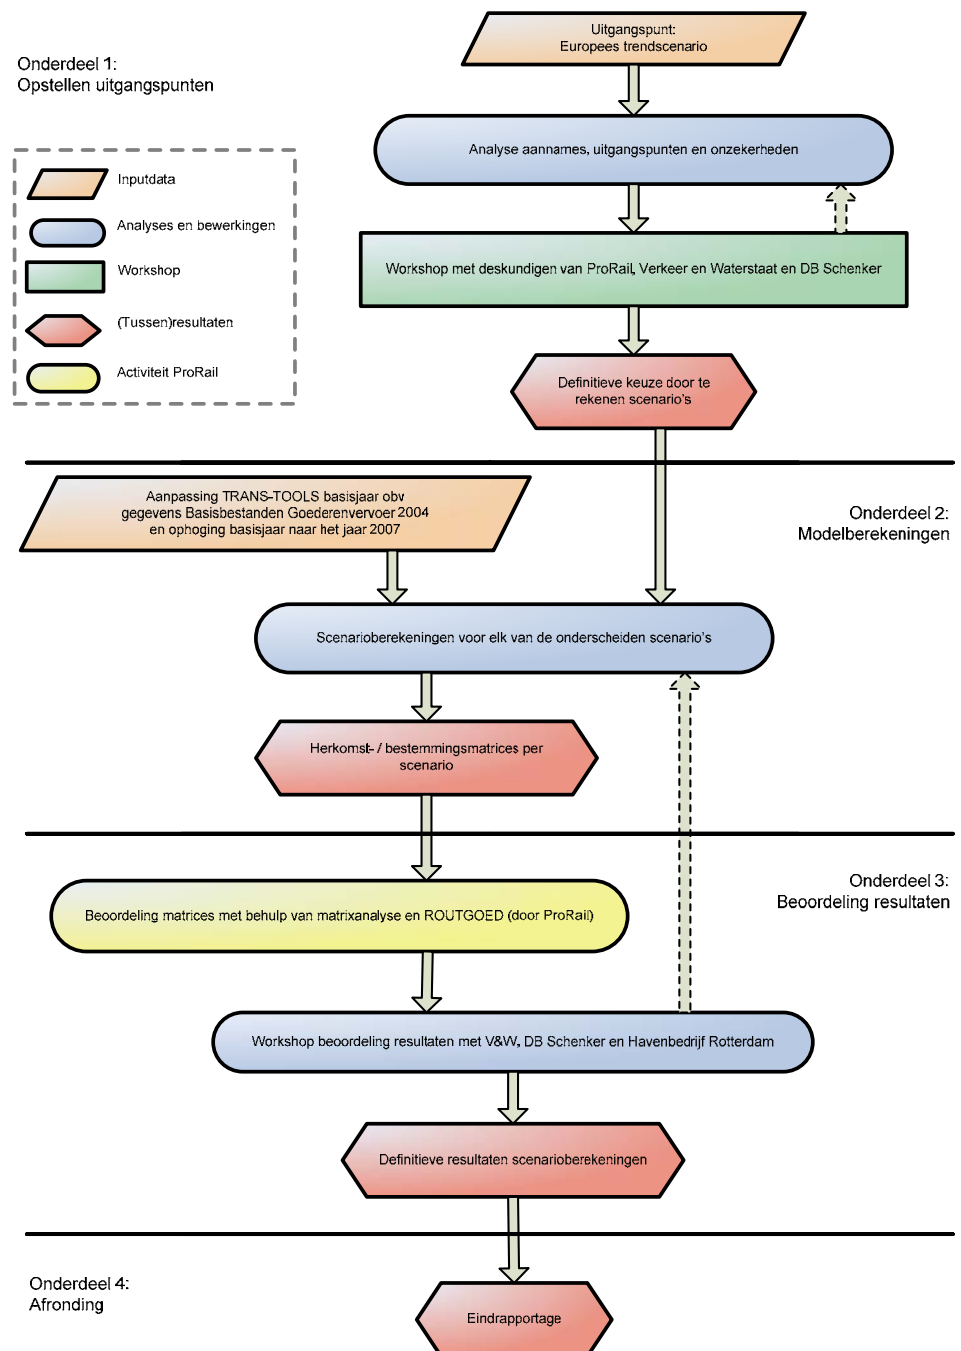 Uitgangspunt:
Europees trendscenario
Onderdeel 1:
Opstellen uitgangspunten
Analyse aannames, uitgangspunten en onzekerheden
Inputdata
Analyses en bewerkingen
Workshop
(Tussen)resultaten
Activiteit ProRail
Workshop met deskundigen van ProRail, Verkeer en Waterstaat en DB Schenker
Definitieve keuze door te
rekenen scenario's
Aanpassing TRANS-TOOLS basisjaar obv
gegevens Basisbestanden Goederenvervoer 2004
en ophoging basisjaar naar het jaar 2007
Onderdeel 2:
Modelberekeningen
Scenarioberekeningen voor elk van de onderscheiden scenario's
Herkomst- / bestemmingsmatrices per
scenario
Onderdeel 3:
Beoordeling resultaten
Beoordeling matrices met behulp van matrixanalyse en ROUTGOED (door ProRail)
Workshop beoordeling resultaten met V&W, DB Schenker en Havenbedrijf Rotterdam
Definitieve resultaten scenarioberekeningen
Onderdeel 4:
Afronding
Eindrapportage